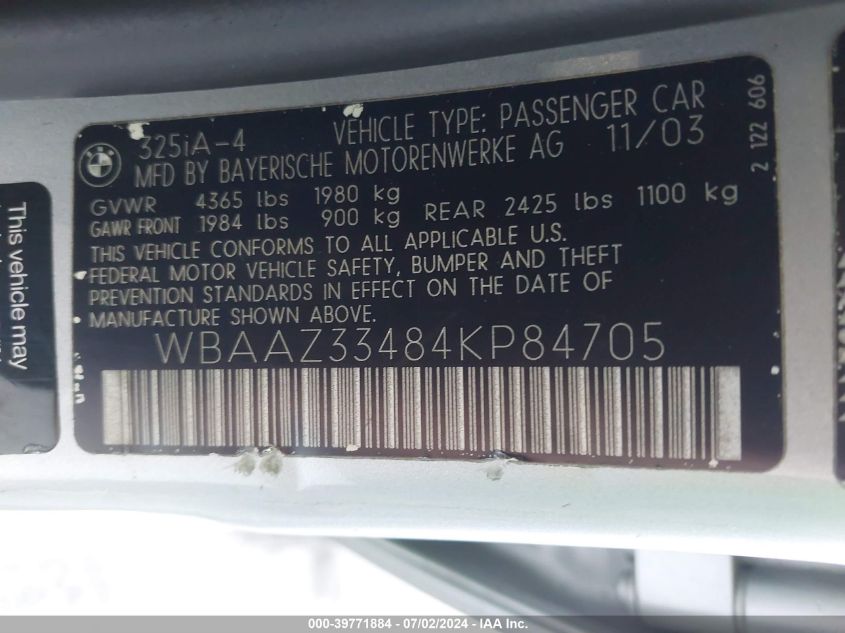 325iA-4 VEHICLE TYPE: PASSENGER CAR
MFD BY BAYERISCHE MOTORENWERKE AG 11/03
GVWR 4365 lbs 1980 kg
GAWR FRONT 1984 lbs 900 kg REAR 2425 lbs 1100 kg
THIS VEHICLE CONFORMS TO ALL APPLICABLE U.S.
FEDERAL MOTOR VEHICLE SAFETY, BUMPER AND THEFT
PREVENTION STANDARDS IN EFFECT ON THE DATE OF
MANUFACTURE SHOWN ABOVE.
WBAAZ33484KP84705
2 122 606
This vehicle may
000-39771884 - 07/02/2024 - IAAI Inc.